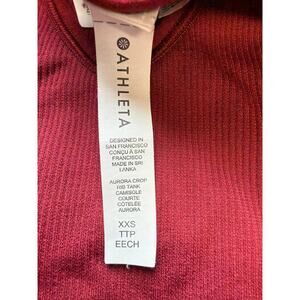 ATHLETA
DESIGNED IN
SAN FRANCISCO
CONÇU À SAN
FRANCISCO
MADE IN SRI
LANKA
AURORA CROP
RIB TANK
CAMISOLE
COURTE
CÔTELÉE
AURORA
XXS
TTP
EECH